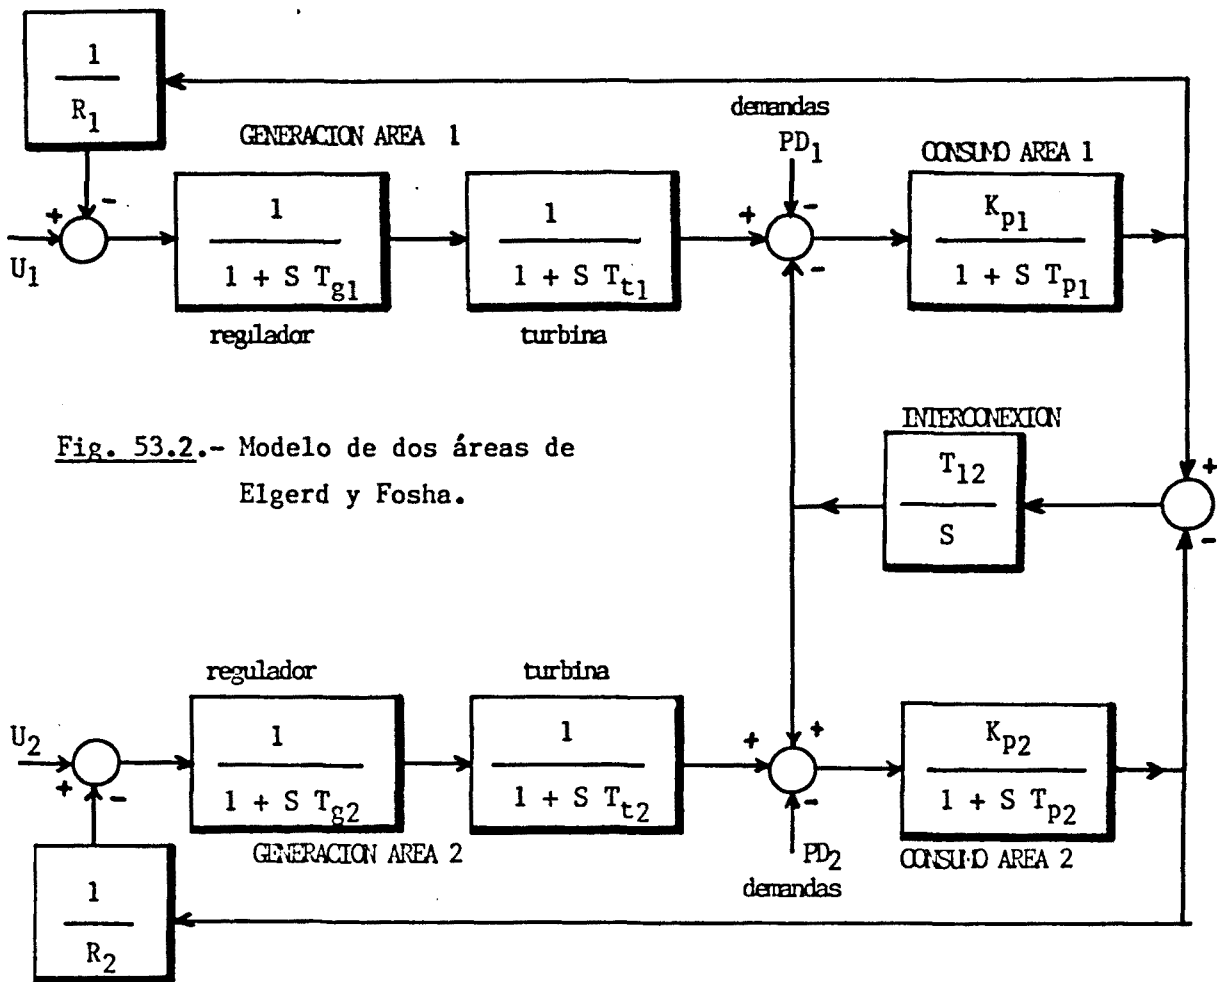 1
R1
demandas
PD1
GENERACION AREA 1
CONSUMO AREA 1
+
-
U1
1
1 + S Tg1
regulador
1
1 + S Tt1
turbina
+
-
-
Kp1
1 + S Tp1
INTERCONEXION
T12
S
+
-
Fig. 53.2.- Modelo de dos áreas de
Elgerd y Fosha.
regulador
turbina
U2
+
-
1
1 + S Tg2
1
1 + S Tt2
+
+
-
Kp2
1 + S Tp2
GENERACION AREA 2
PD2
demandas
CONSUMO AREA 2
1
R2